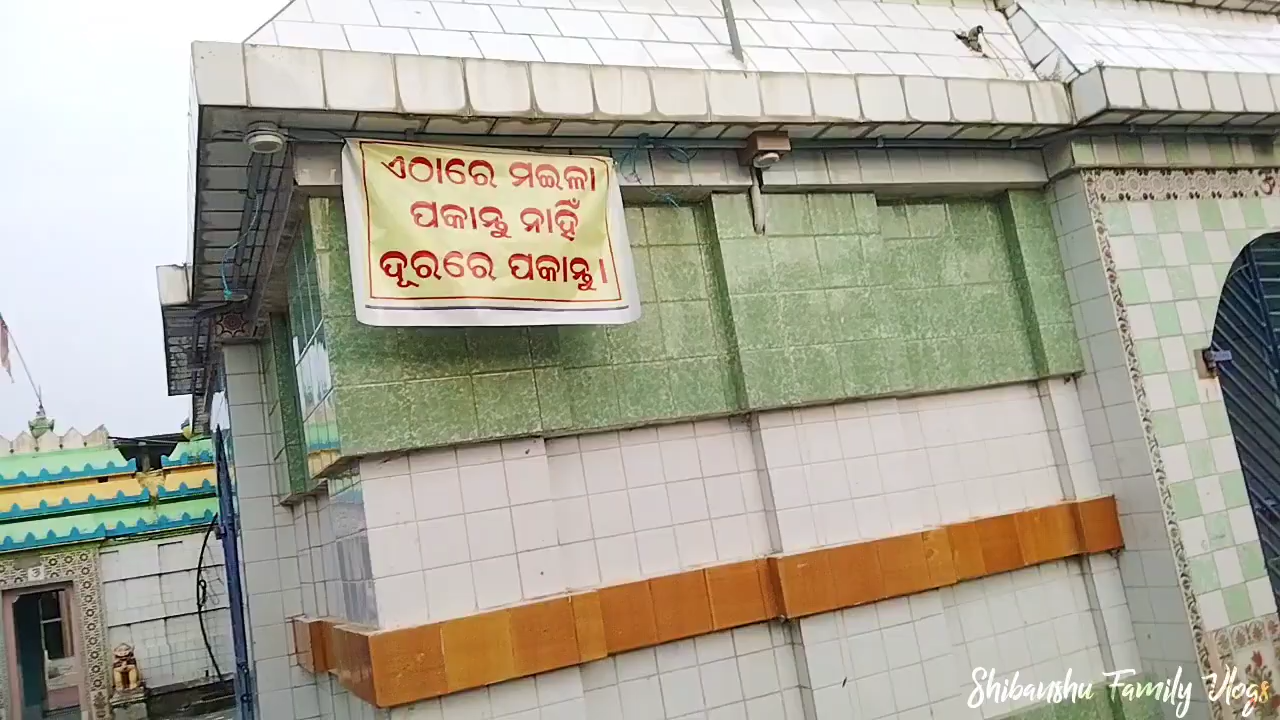 ଏଠାରେ ମଇଳା
ପକାନ୍ତୁ ନାହିଁ
ଦୂରରେ ପକାନ୍ତୁ।
Shibanshu Family Vlogs